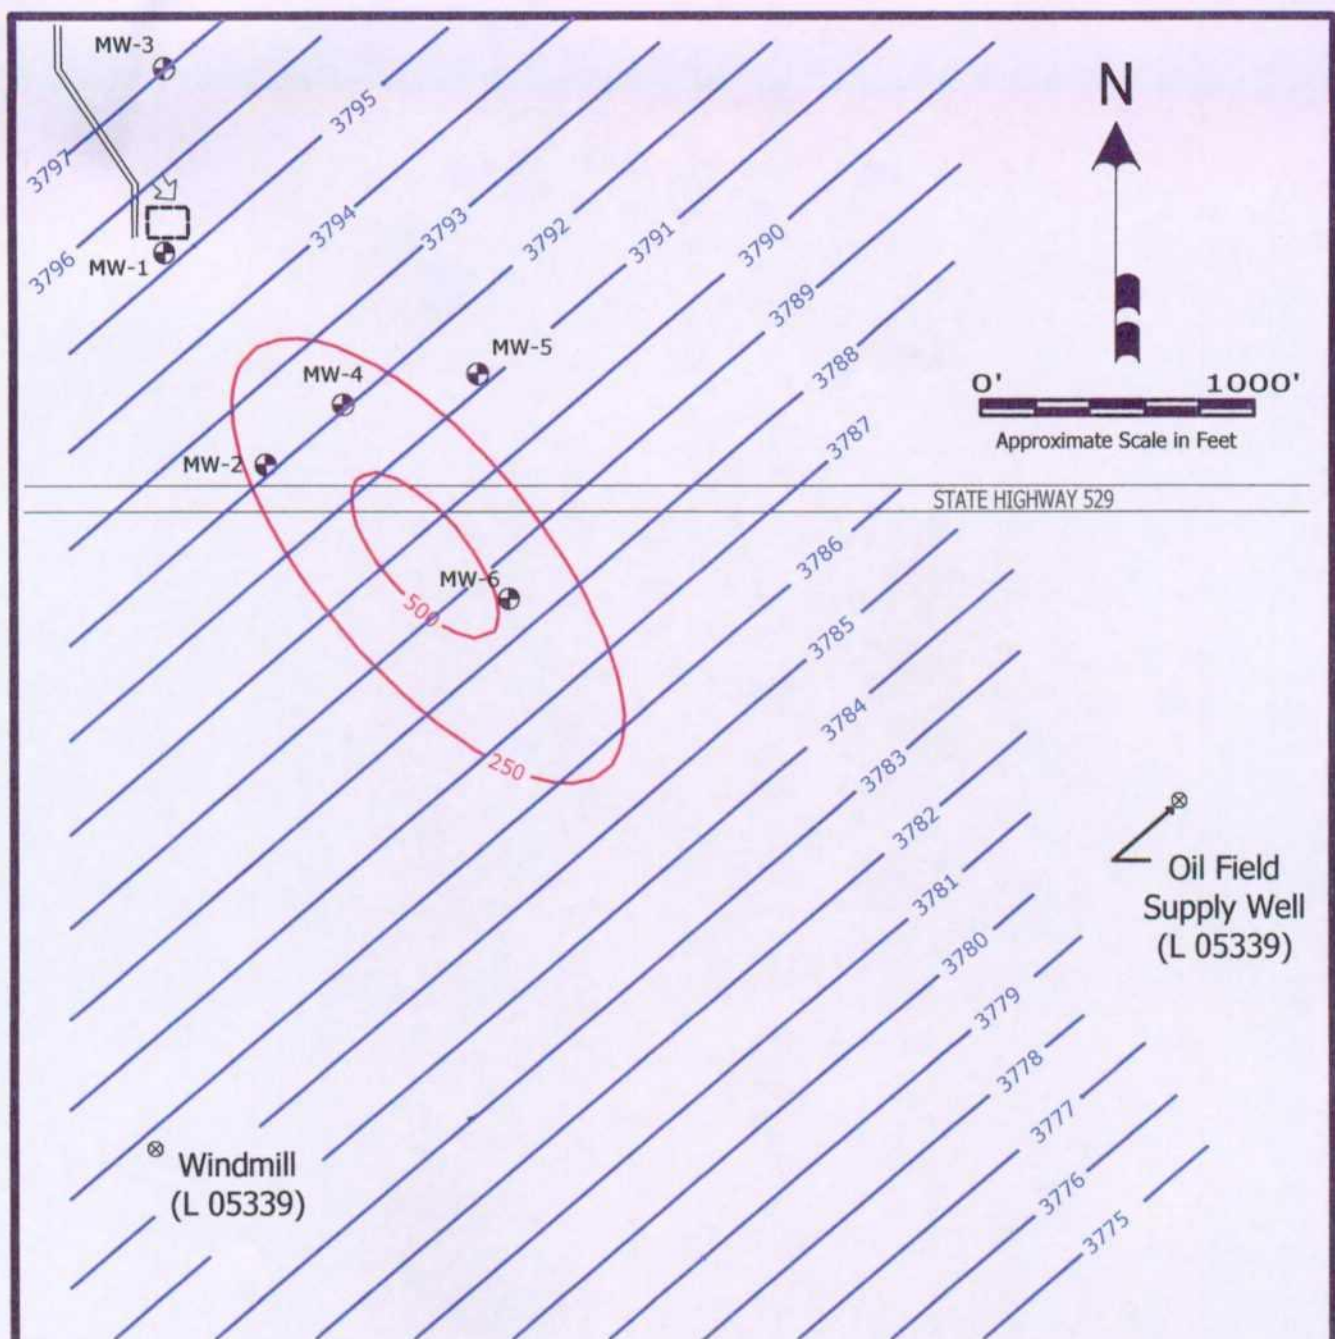 MW-3
N
3795
3797
3794
3793
3792
3791
3790
MW-1
3796
3789
MW-5
3788
MW-4
0' 1000'
Approximate Scale in Feet
3787
MW-2
STATE HIGHWAY 529
3786
MW-6
500
3785
3784
250
3783
3782
Oil Field
Supply Well
(L 05339)
3781
3780
3779
3778
3777
Windmill
(L 05339)
3776
3775